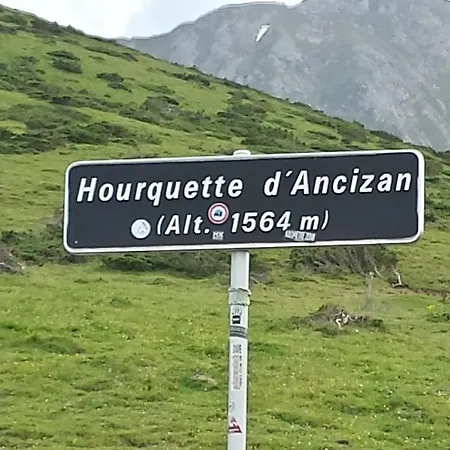 Hourquette d´Ancizan
(Alt. 1564 m)